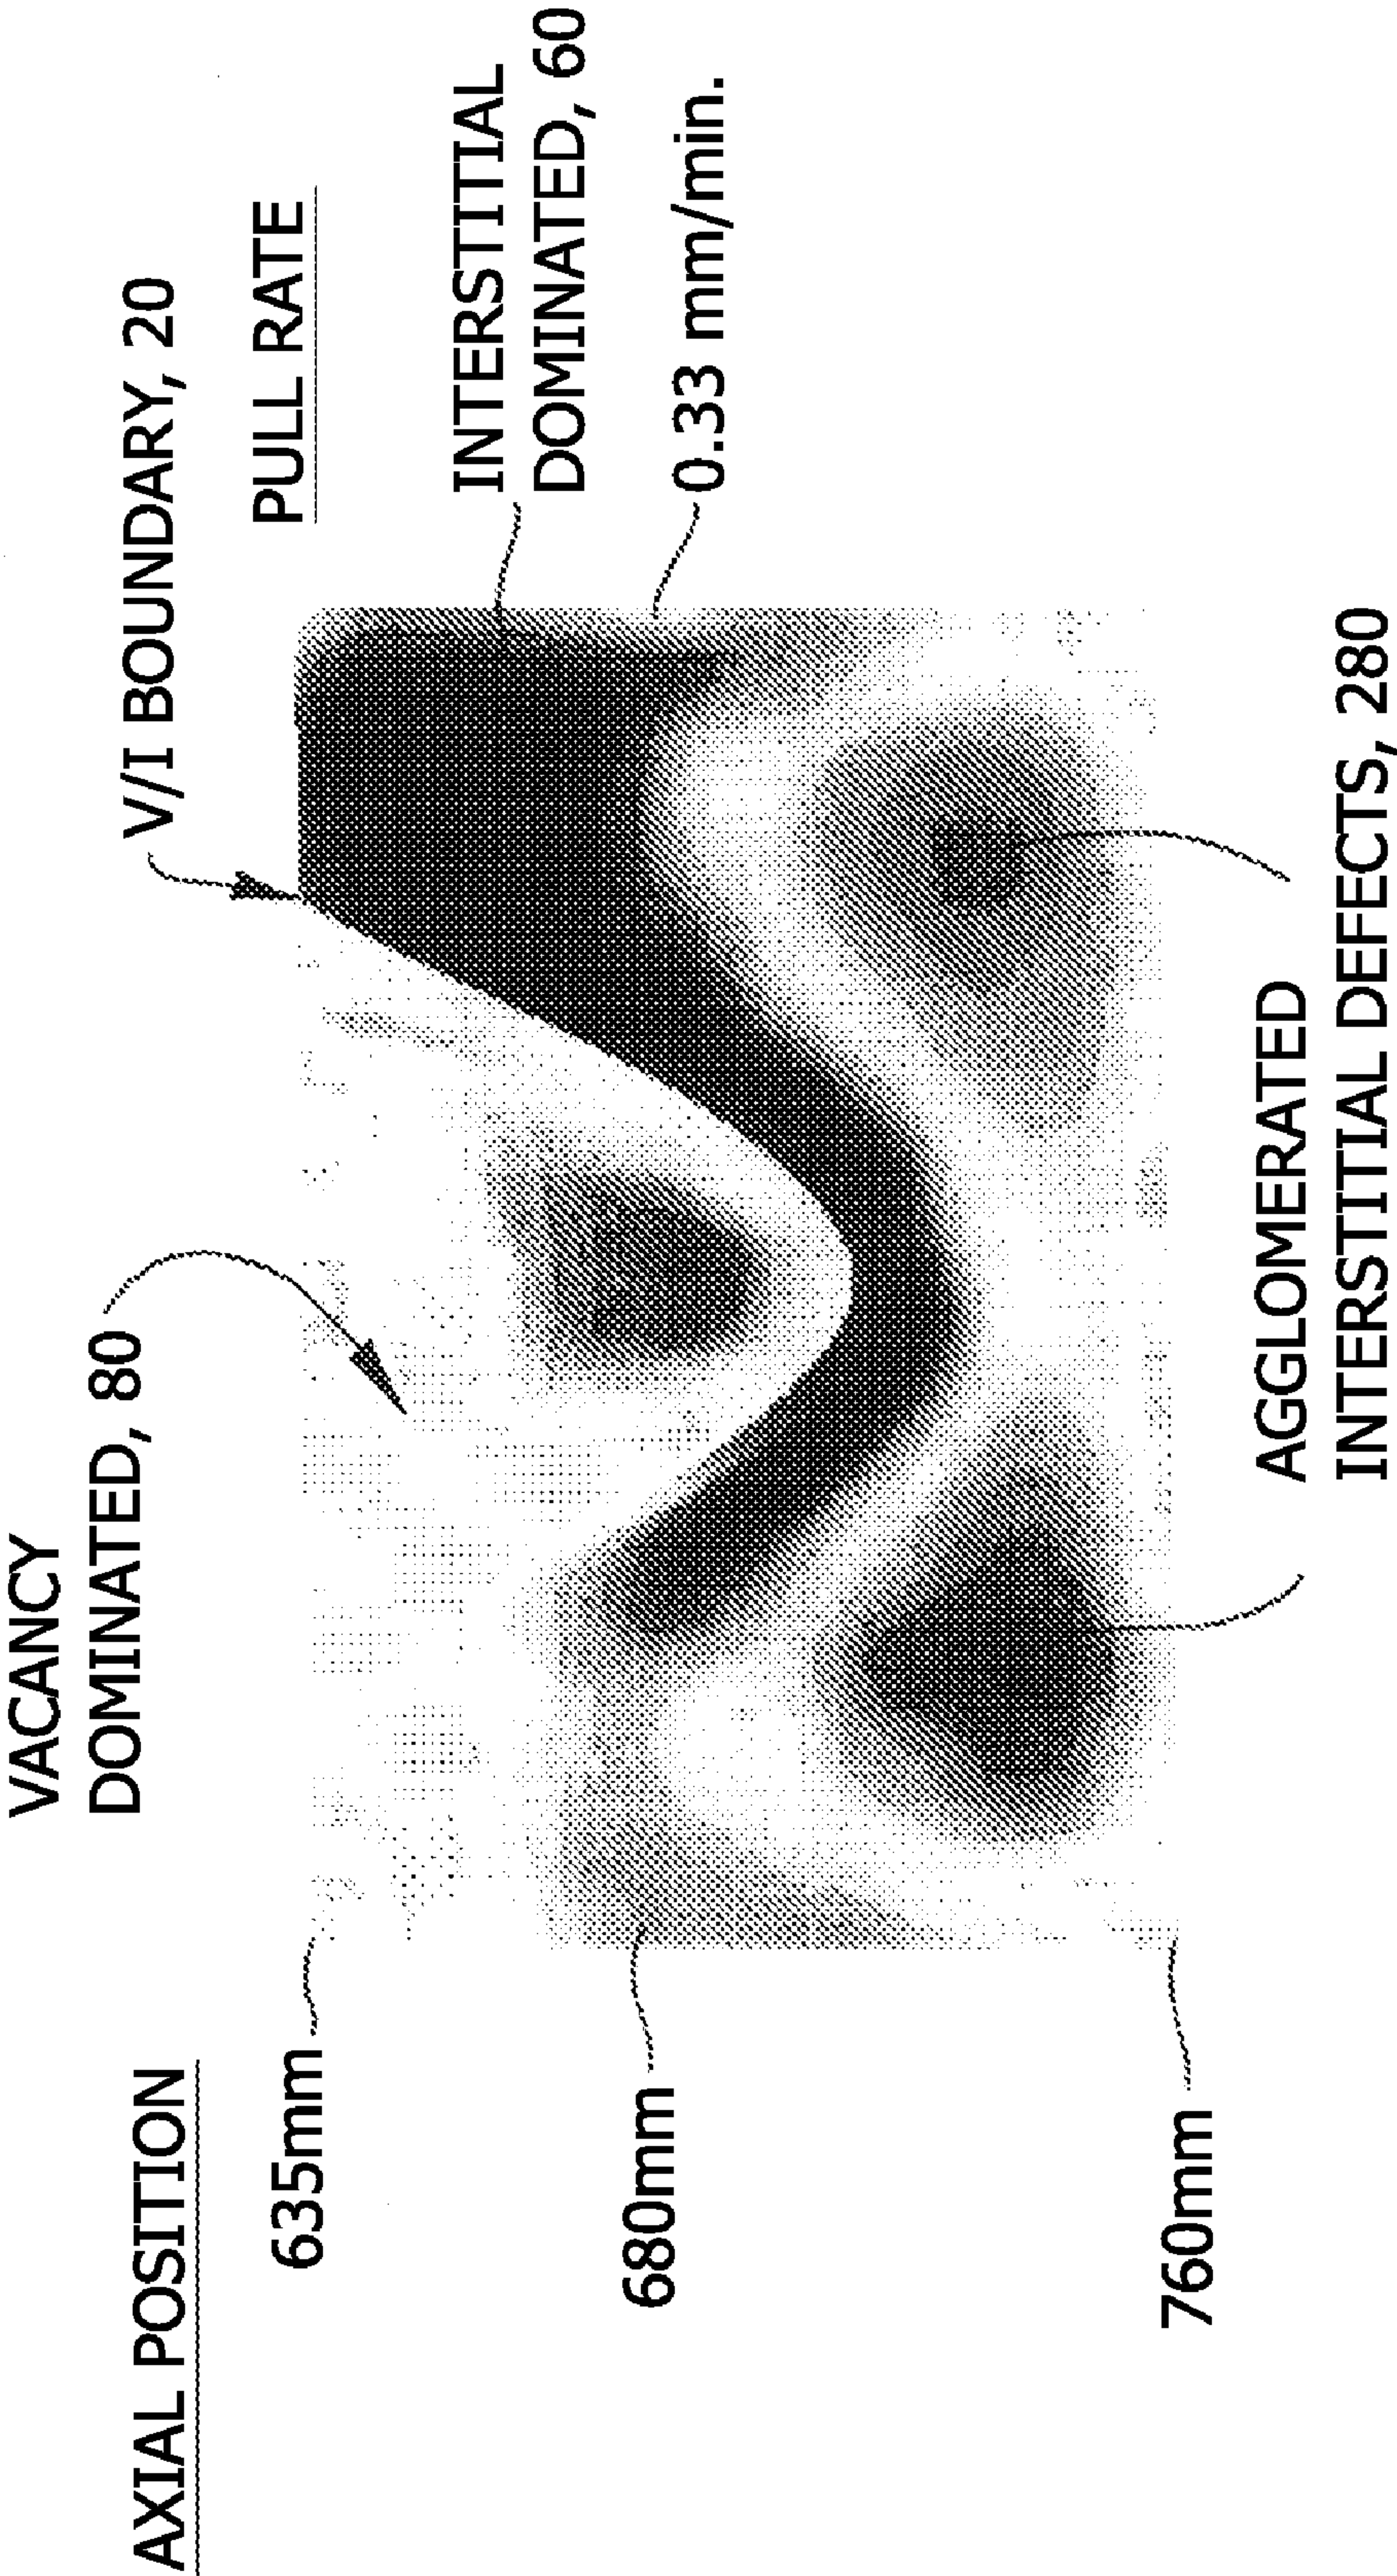 AXIAL POSITION
635mm
680mm
760mm
VACANCY
DOMINATED, 80
V/I BOUNDARY, 20
PULL RATE
INTERSTITIAL
DOMINATED, 60
0.33 mm/min.
AGGLOMERATED
INTERSTITIAL DEFECTS, 280